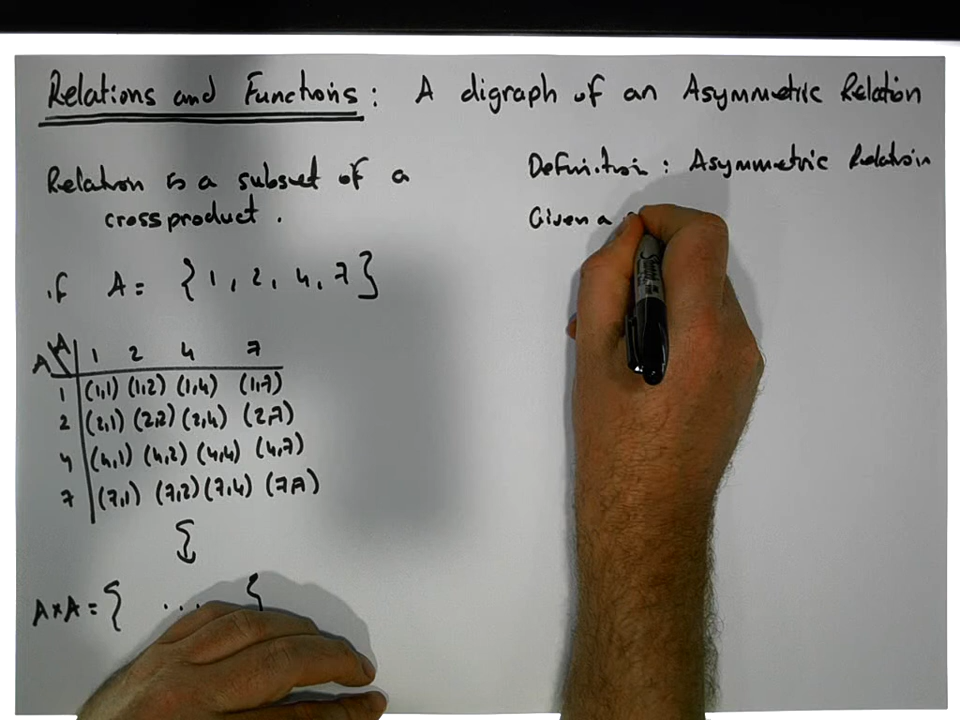 Relations and Functions : A digraph of an Asymmetric Relation
Relation is a subset of a
crossproduct .
if A = { 1 , 2 , 4 , 7 }
A A 1 2 4 7
1 (1,1) (1,2) (1,4) (1,7)
2 (2,1) (2,2) (2,4) (2,7)
4 (4,1) (4,2) (4,4) (4,7)
7 (7,1) (7,2) (7,4) (7,7)
A×A = { ... {
Definition : Asymmetric Relation
Given a
Sharpie